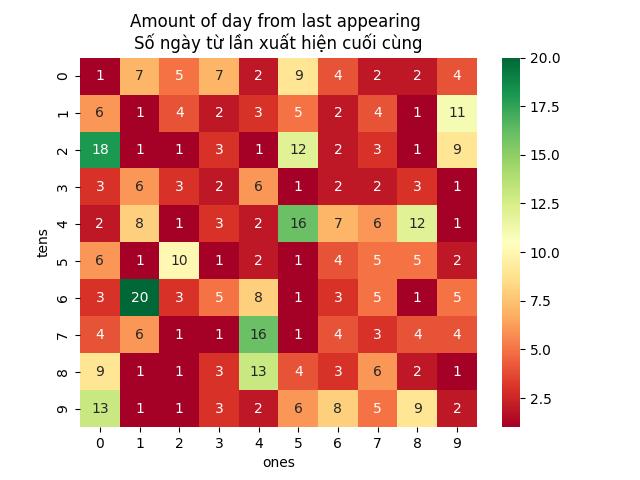 Amount of day from last appearing
Số ngày từ lần xuất hiện cuối cùng
0 1 7 5 7 2 9 4 2 2 4
1 6 1 4 2 3 5 2 4 1 11
2 18 1 1 3 1 12 2 3 1 9
3 3 6 3 2 6 1 2 2 3 1
4 2 8 1 3 2 16 7 6 12 1
5 6 1 10 1 2 1 4 5 5 2
6 3 20 3 5 8 1 3 5 1 5
7 4 6 1 1 16 1 4 3 4 4
8 9 1 1 3 13 4 3 6 2 1
9 13 1 1 3 2 6 8 5 9 2
0 1 2 3 4 5 6 7 8 9
ones
tens
20.0
17.5
15.0
12.5
10.0
7.5
5.0
2.5